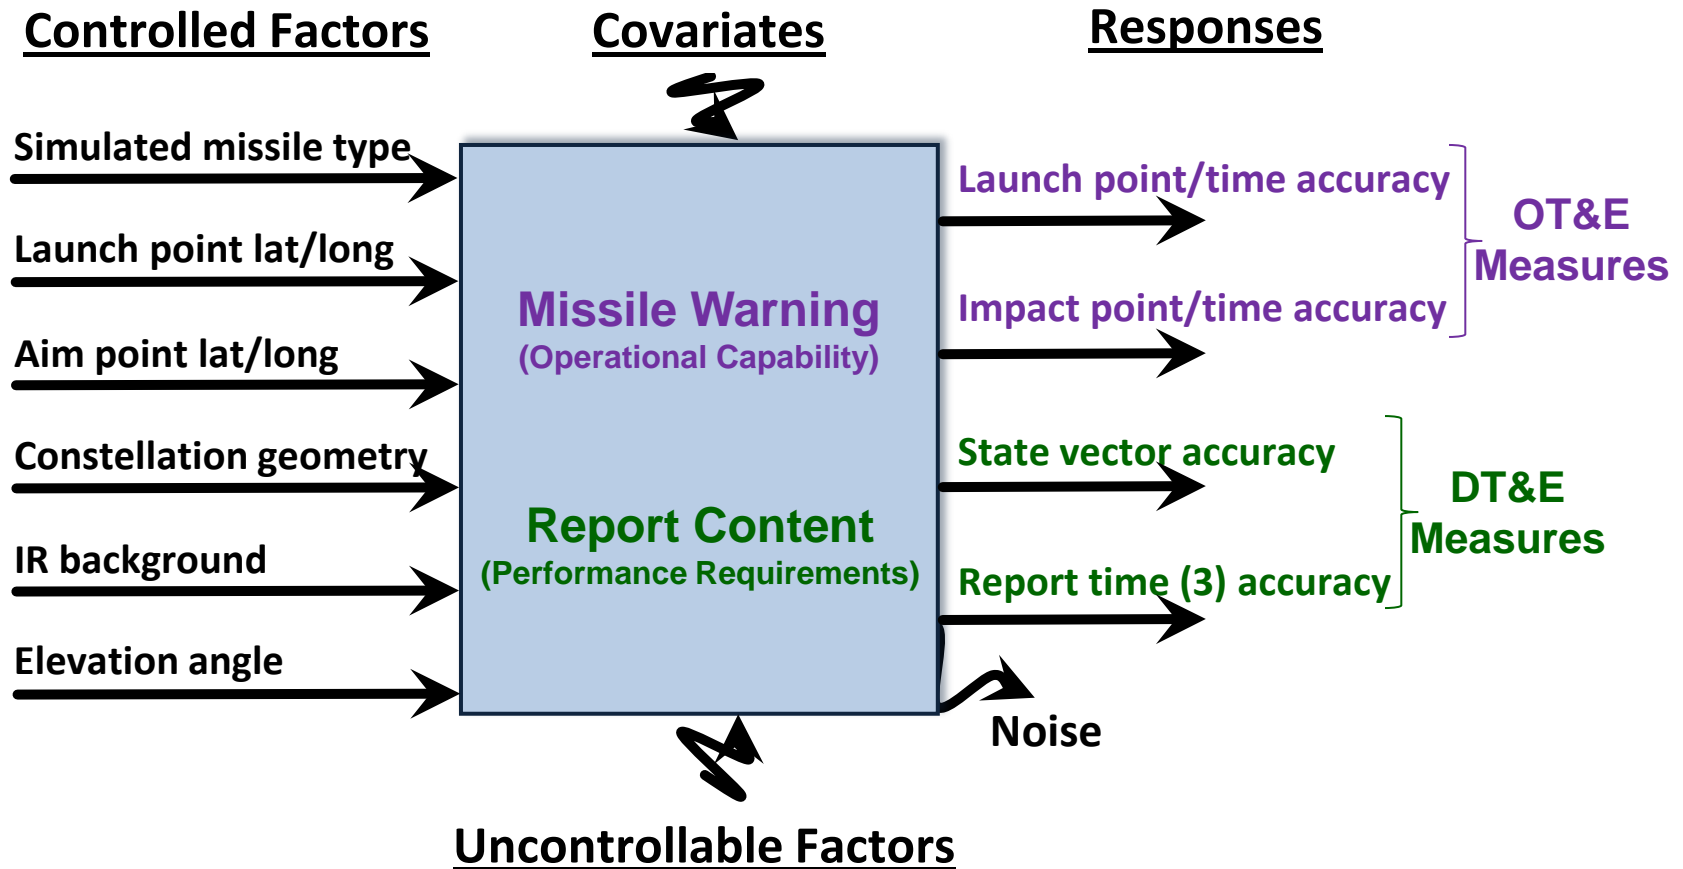 Controlled Factors
Covariates
Responses
Simulated missile type
Launch point lat/long
Aim point lat/long
Constellation geometry
IR background
Elevation angle
Missile Warning
(Operational Capability)
Report Content
(Performance Requirements)
Launch point/time accuracy
Impact point/time accuracy
State vector accuracy
Report time (3) accuracy
OT&E
Measures
DT&E
Measures
Noise
Uncontrollable Factors